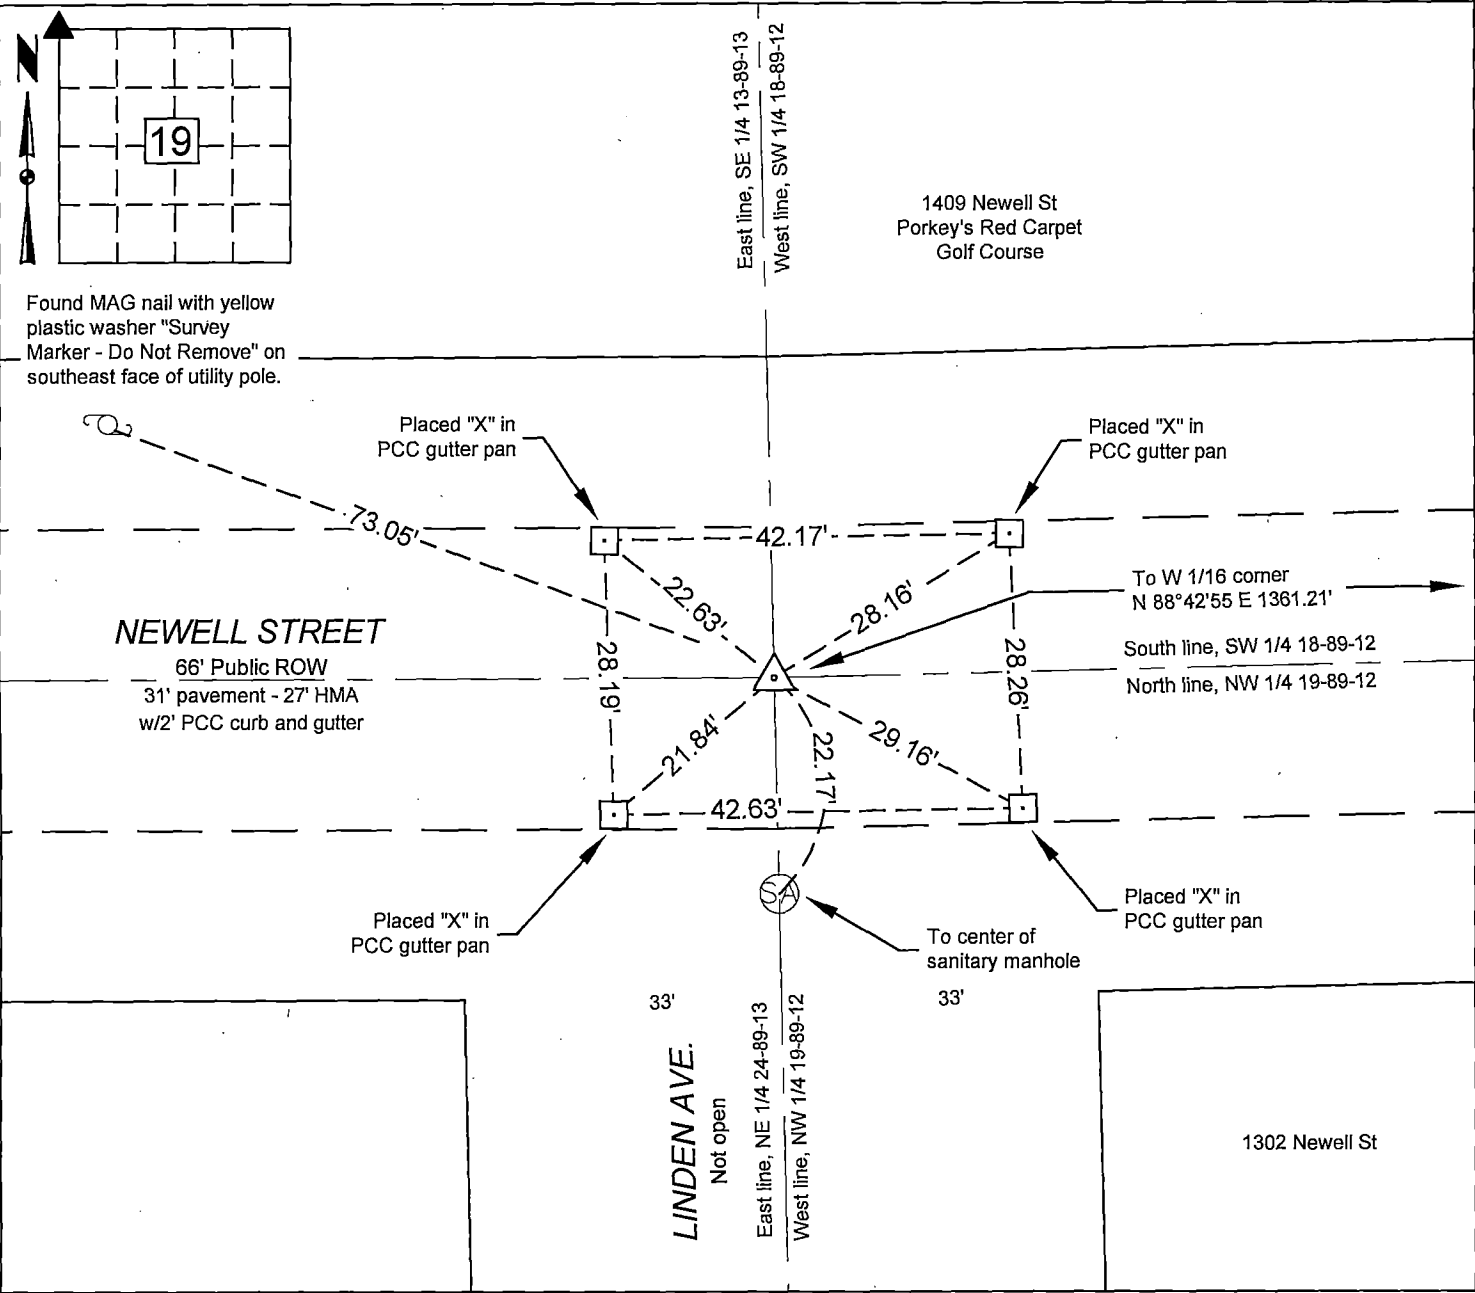 N
19
East line, SE 1/4 13-89-13
West line, SW 1/4 18-89-12
1409 Newell St
Porkey's Red Carpet
Golf Course
Found MAG nail with yellow
plastic washer "Survey
Marker - Do Not Remove" on
southeast face of utility pole.
Placed "X" in
PCC gutter pan
Placed "X" in
PCC gutter pan
73.05'
42.17'
22.63'
28.16'
To W 1/16 corner
N 88°42'55 E 1361.21'
NEWELL STREET
66' Public ROW
31' pavement - 27' HMA
w/2' PCC curb and gutter
28.19'
28.26'
South line, SW 1/4 18-89-12
North line, NW 1/4 19-89-12
21.84'
22.17'
29.16'
42.63'
SA
Placed "X" in
PCC gutter pan
To center of
sanitary manhole
Placed "X" in
PCC gutter pan
33'
33'
LINDEN AVE.
Not open
East line, NE 1/4 24-89-13
West line, NW 1/4 19-89-12
1302 Newell St